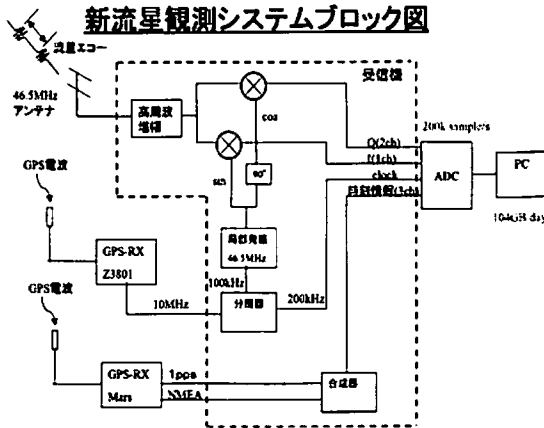 新流星観測システムブロック図
流星エコー
46.5MHz
アンテナ
高周波
増幅
受信機
cos
sin
90°
Q(2ch)
I(1ch)
clock
時刻情報(3ch)
200k samplers
ADC
PC
104GB/day
GPS電波
GPS-RX
Z3801
局部発振
46.5MHz
100kHz
10MHz
分周器
200kHz
GPS電波
GPS-RX
Mars
1pps
NMEA
合成器